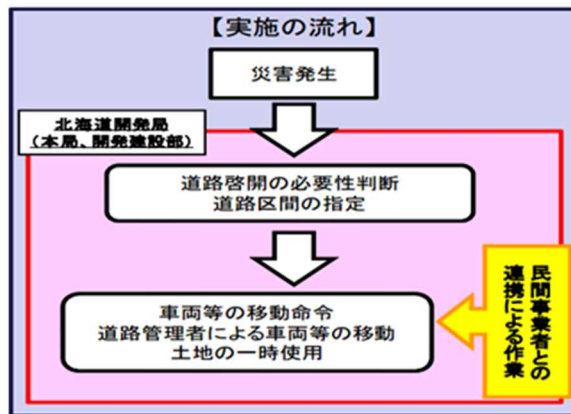 【実施の流れ】
災害発生
北海道開発局
（本局、開発建設部）
道路啓開の必要性判断
道路区間の指定
車両等の移動命令
道路管理者による車両等の移動
土地の一時使用
民間事業者との
連携による作業